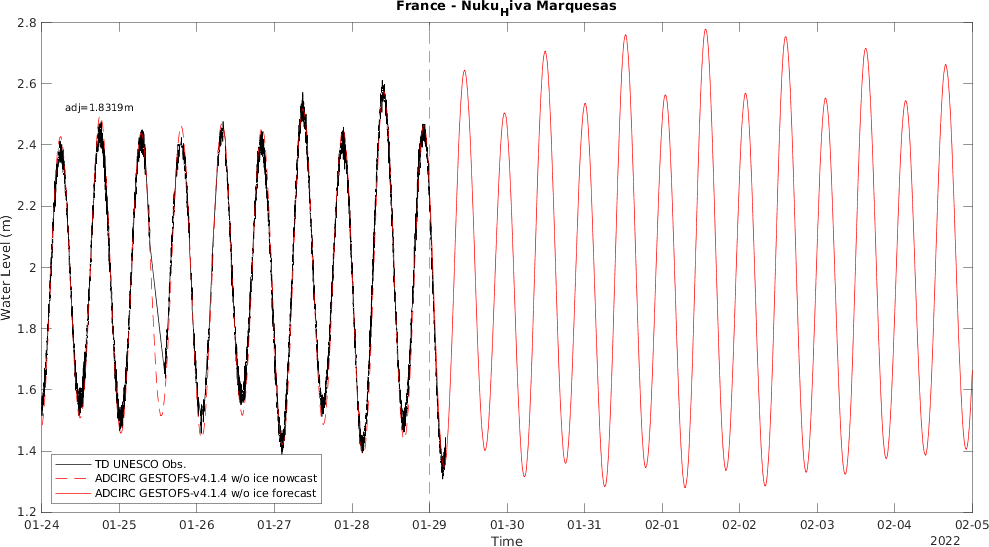 France - Nuku Hiva Marquesas
adj=1.8319m
2.8
2.6
2.4
2.2
2
1.8
1.6
1.4
1.2
Water Level (m)
TD UNESCO Obs.
ADCIRC GESTOFS-v4.1.4 w/o ice nowcast
ADCIRC GESTOFS-v4.1.4 w/o ice forecast
01-24 01-25 01-26 01-27 01-28 01-29 01-30 01-31 02-01 02-02 02-03 02-04 02-05
Time
2022